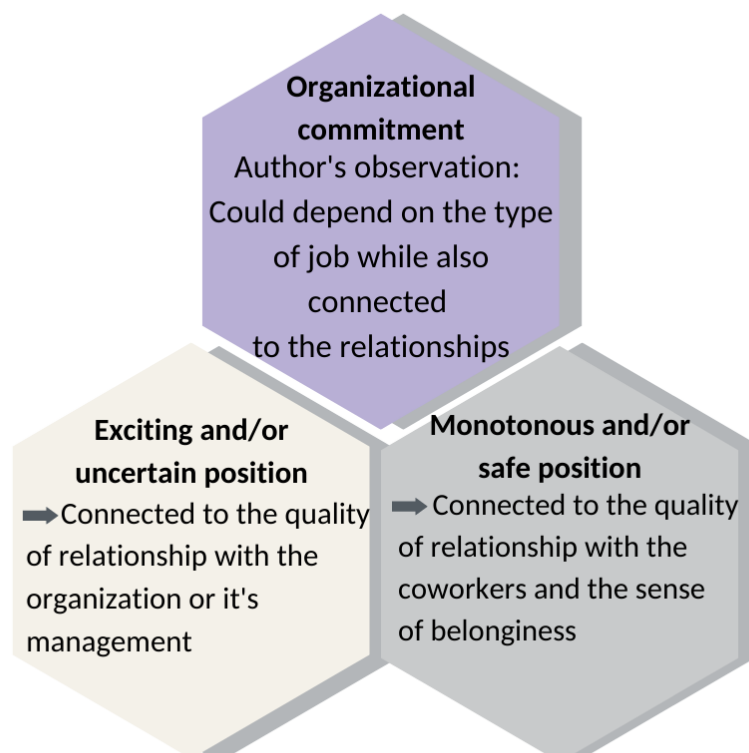 Organizational
commitment
Author's observation:
Could depend on the type
of job while also
connected
to the relationships
Exciting and/or
uncertain position
Connected to the quality
of relationship with the
organization or it's
management
Monotonous and/or
safe position
Connected to the quality
of relationship with the
coworkers and the sense
of belonginess